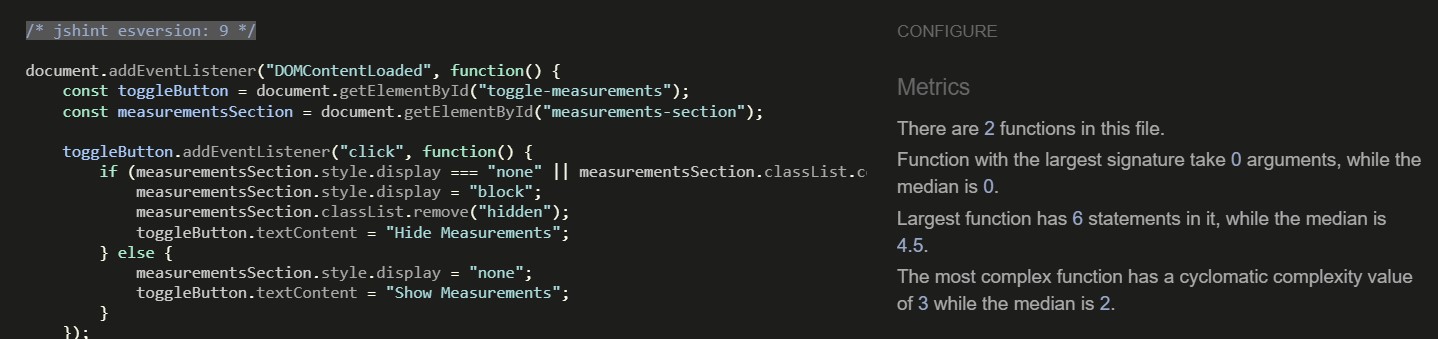 /* jshint esversion: 9 */
document.addEventListener("DOMContentLoaded", function() {
    const toggleButton = document.getElementById("toggle-measurements");
    const measurementsSection = document.getElementById("measurements-section");
    toggleButton.addEventListener("click", function() {
        if (measurementsSection.style.display === "none" || measurementsSection.classList.c
            measurementsSection.style.display = "block";
            measurementsSection.classList.remove("hidden");
            toggleButton.textContent = "Hide Measurements";
        } else {
            measurementsSection.style.display = "none";
            toggleButton.textContent = "Show Measurements";
        }
    });
CONFIGURE
Metrics
There are 2 functions in this file.
Function with the largest signature take 0 arguments, while the
median is 0.
Largest function has 6 statements in it, while the median is
4.5.
The most complex function has a cyclomatic complexity value
of 3 while the median is 2.